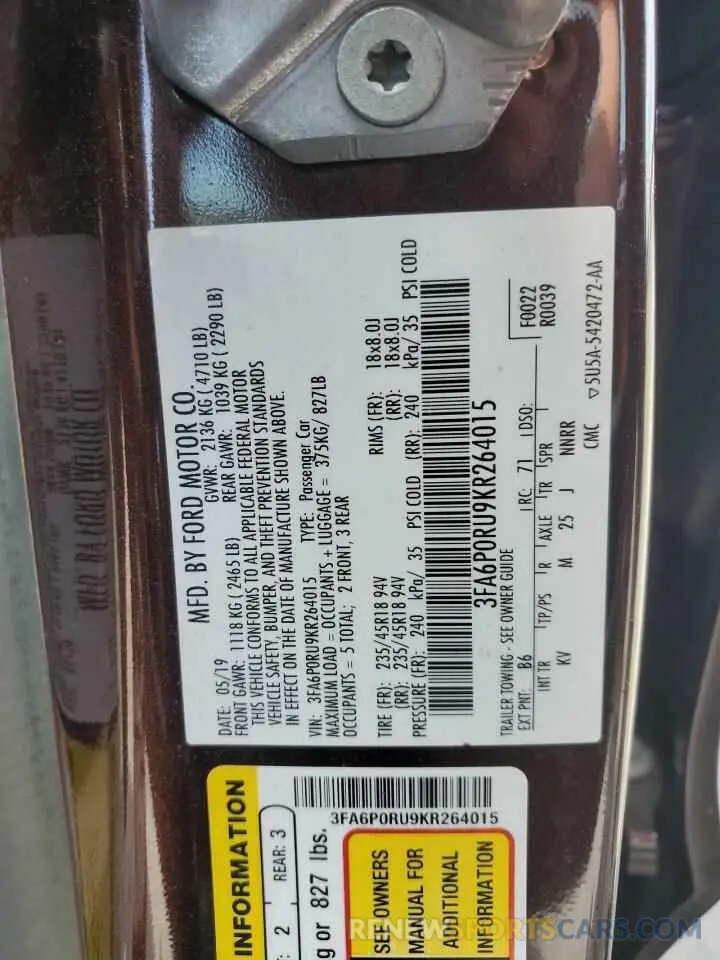 MFD. BY FORD MOTOR CO.
DATE: 05/19 GVWR: 2136 KG ( 4710 LB)
FRONT GAWR: 1118 KG ( 2465 LB) REAR GAWR: 1039 KG ( 2290 LB)
THIS VEHICLE CONFORMS TO ALL APPLICABLE FEDERAL MOTOR
VEHICLE SAFETY, BUMPER, AND THEFT PREVENTION STANDARDS
IN EFFECT ON THE DATE OF MANUFACTURE SHOWN ABOVE.
VIN: 3FA6P0RU9KR264015 TYPE: Passenger Car
MAXIMUM LOAD = OCCUPANTS + LUGGAGE = 375KG/ 827LB
OCCUPANTS = 5 TOTAL; 2 FRONT, 3 REAR
TIRE (FR): 235/45R18 94V RIMS (FR): 18x8.0J
(RR): 235/45R18 94V (RR): 18x8.0J
PRESSURE (FR): 240 kPa/ 35 PSI COLD (RR): 240 kPa/ 35 PSI COLD
3FA6P0RU9KR264015
TRAILER TOWING - SEE OWNER GUIDE
EXT PNT: B6 RC: 71 DSO: F0022
R0039
INT TR TP/PS R AXLE TR SPR
KV M 25 J NNRR
CMC ▽5U5A-5420472-AA
INFORMATION
2 REAR: 3
g or 827 lbs.
3FA6P0RU9KR264015
SEE OWNERS
MANUAL FOR
ADDITIONAL
INFORMATION
RENEWSPORTSCARS.COM